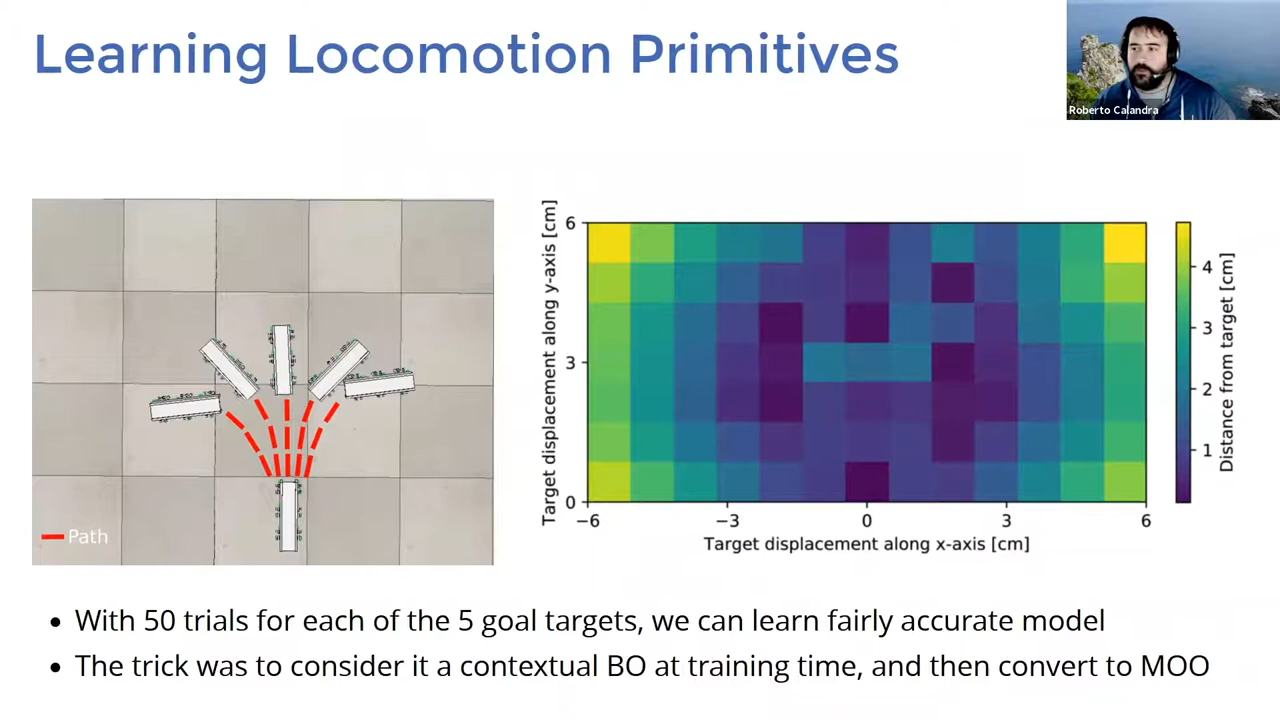 Learning Locomotion Primitives
Roberto Calandra
Path
Target displacement along y-axis [cm]
6
3
0
−6
−3
0
3
6
Target displacement along x-axis [cm]
4
3
2
1
Distance from target [cm]
• With 50 trials for each of the 5 goal targets, we can learn fairly accurate model
• The trick was to consider it a contextual BO at training time, and then convert to MOO